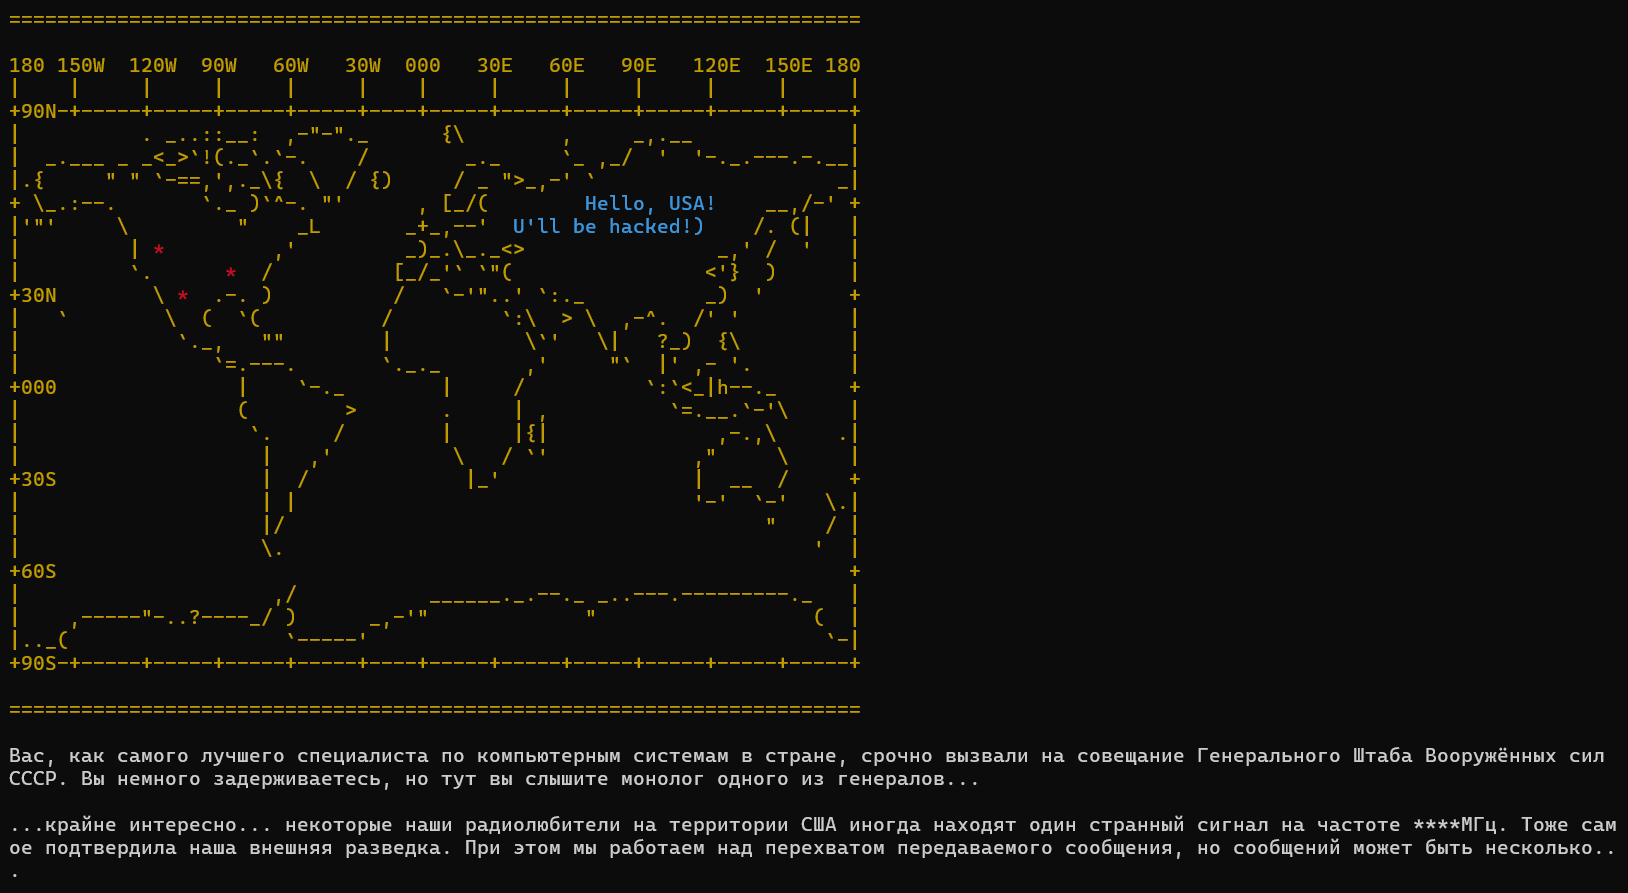 180 150W 120W 90W 60W 30W 000 30E 60E 90E 120E 150E 180
+90N
Hello, USA!
U'll be hacked!)
+30N
+000
+30S
+60S
+90S
Вас, как самого лучшего специалиста по компьютерным системам в стране, срочно вызвали на совещание Генерального Штаба Вооружённых сил
СССР. Вы немного задерживаетесь, но тут вы слышите монолог одного из генералов...
...крайне интересно... некоторые наши радиолюбители на территории США иногда находят один странный сигнал на частоте ****МГц. Тоже сам
ое подтвердила наша внешняя разведка. При этом мы работаем над перехватом передаваемого сообщения, но сообщений может быть несколько..
.